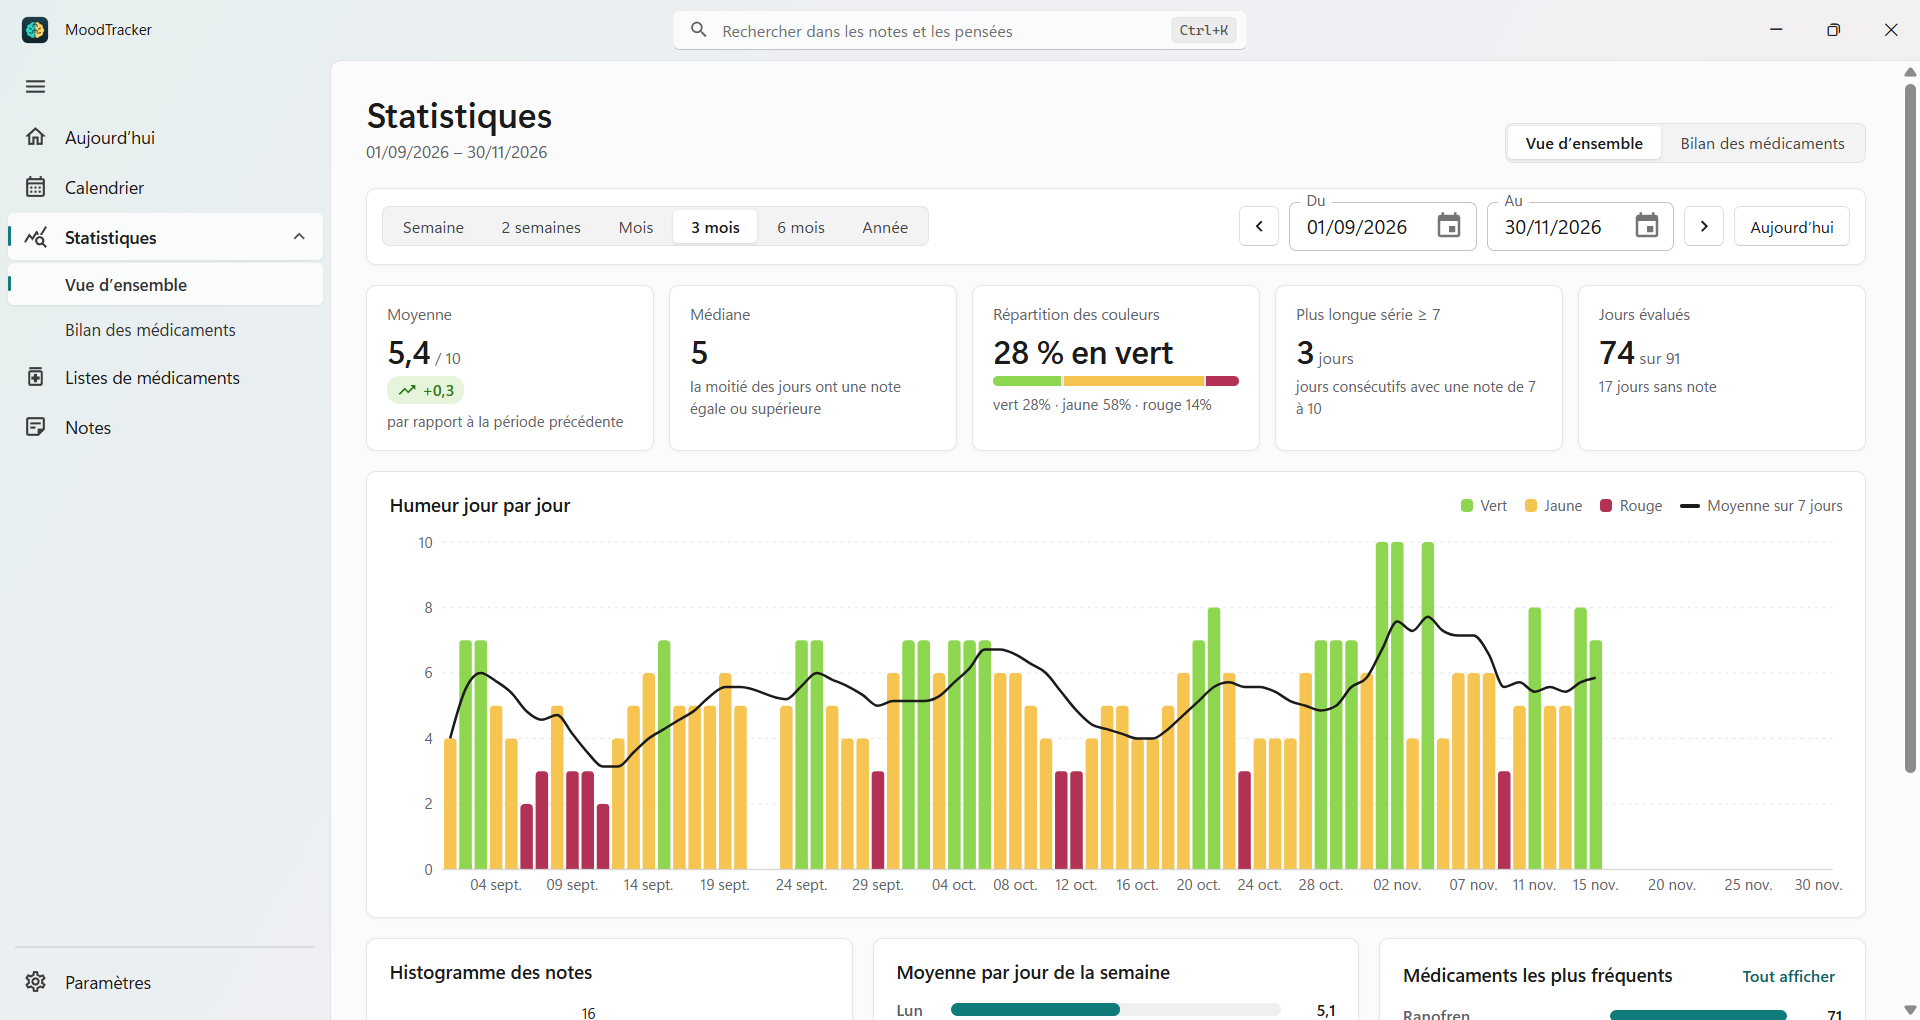 MoodTracker
Rechercher dans les notes et les pensées
Ctrl+K
Aujourd’hui
Calendrier
Statistiques
Vue d’ensemble
Bilan des médicaments
Listes de médicaments
Notes
Paramètres
Statistiques
01/09/2026 – 30/11/2026
Vue d’ensemble
Bilan des médicaments
Semaine
2 semaines
Mois
3 mois
6 mois
Année
Du
01/09/2026
Au
30/11/2026
Aujourd’hui
Moyenne
5,4 / 10
+0,3
par rapport à la période précédente
Médiane
5
la moitié des jours ont une note
égale ou supérieure
Répartition des couleurs
28 % en vert
vert 28% · jaune 58% · rouge 14%
Plus longue série ≥ 7
3 jours
jours consécutifs avec une note de 7
à 10
Jours évalués
74 sur 91
17 jours sans note
Humeur jour par jour
Vert
Jaune
Rouge
Moyenne sur 7 jours
10
8
6
4
2
0
04 sept.
09 sept.
14 sept.
19 sept.
24 sept.
29 sept.
04 oct.
08 oct.
12 oct.
16 oct.
20 oct.
24 oct.
28 oct.
02 nov.
07 nov.
11 nov.
15 nov.
20 nov.
25 nov.
30 nov.
Histogramme des notes
16
Moyenne par jour de la semaine
Lun
5,1
Médicaments les plus fréquents
Tout afficher
Ranofren
71